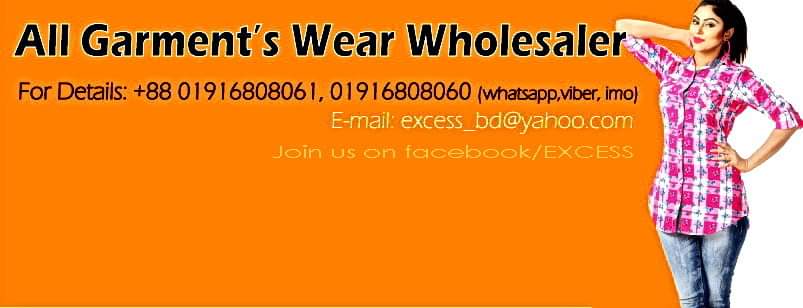 All Garment's Wear Wholesaler
For Details: +88 01916808061, 01916808060 (whatsapp,viber, imo)
E-mail: excess_bd@yahoo.com
Join us on facebook/EXCESS